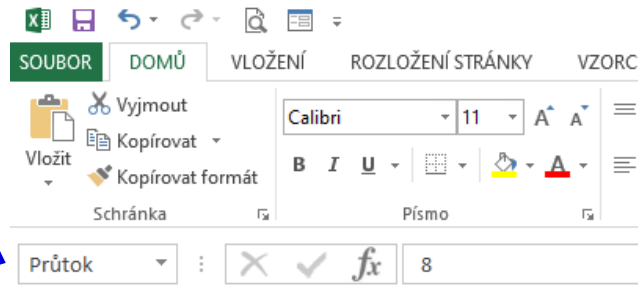 SOUBOR DOMŮ VLOŽENÍ ROZLOŽENÍ STRÁNKY VZORC
Vyjmout
Calibri 11 A A
Kopírovat
Vložit
B I U A
Kopírovat formát
Schránka Písmo
Průtok fx 8